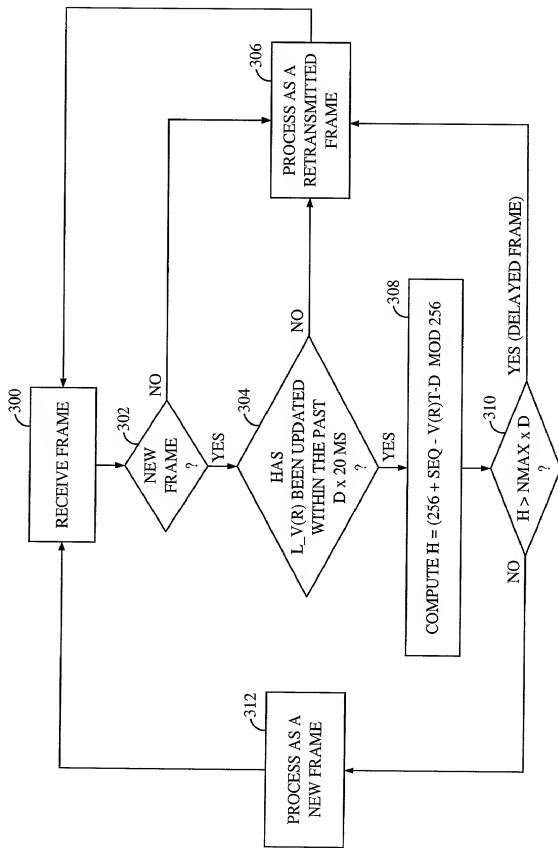 300
RECEIVE FRAME
302
NEW
FRAME
?
NO
YES
304
HAS
L_V(R) BEEN UPDATED
WITHIN THE PAST
D x 20 MS
?
NO
YES
306
PROCESS AS A
RETRANSMITTED
FRAME
308
COMPUTE H = (256 + SEQ - V(R)T-D MOD 256
310
H > NMAX x D
?
YES (DELAYED FRAME)
NO
312
PROCESS AS A
NEW FRAME